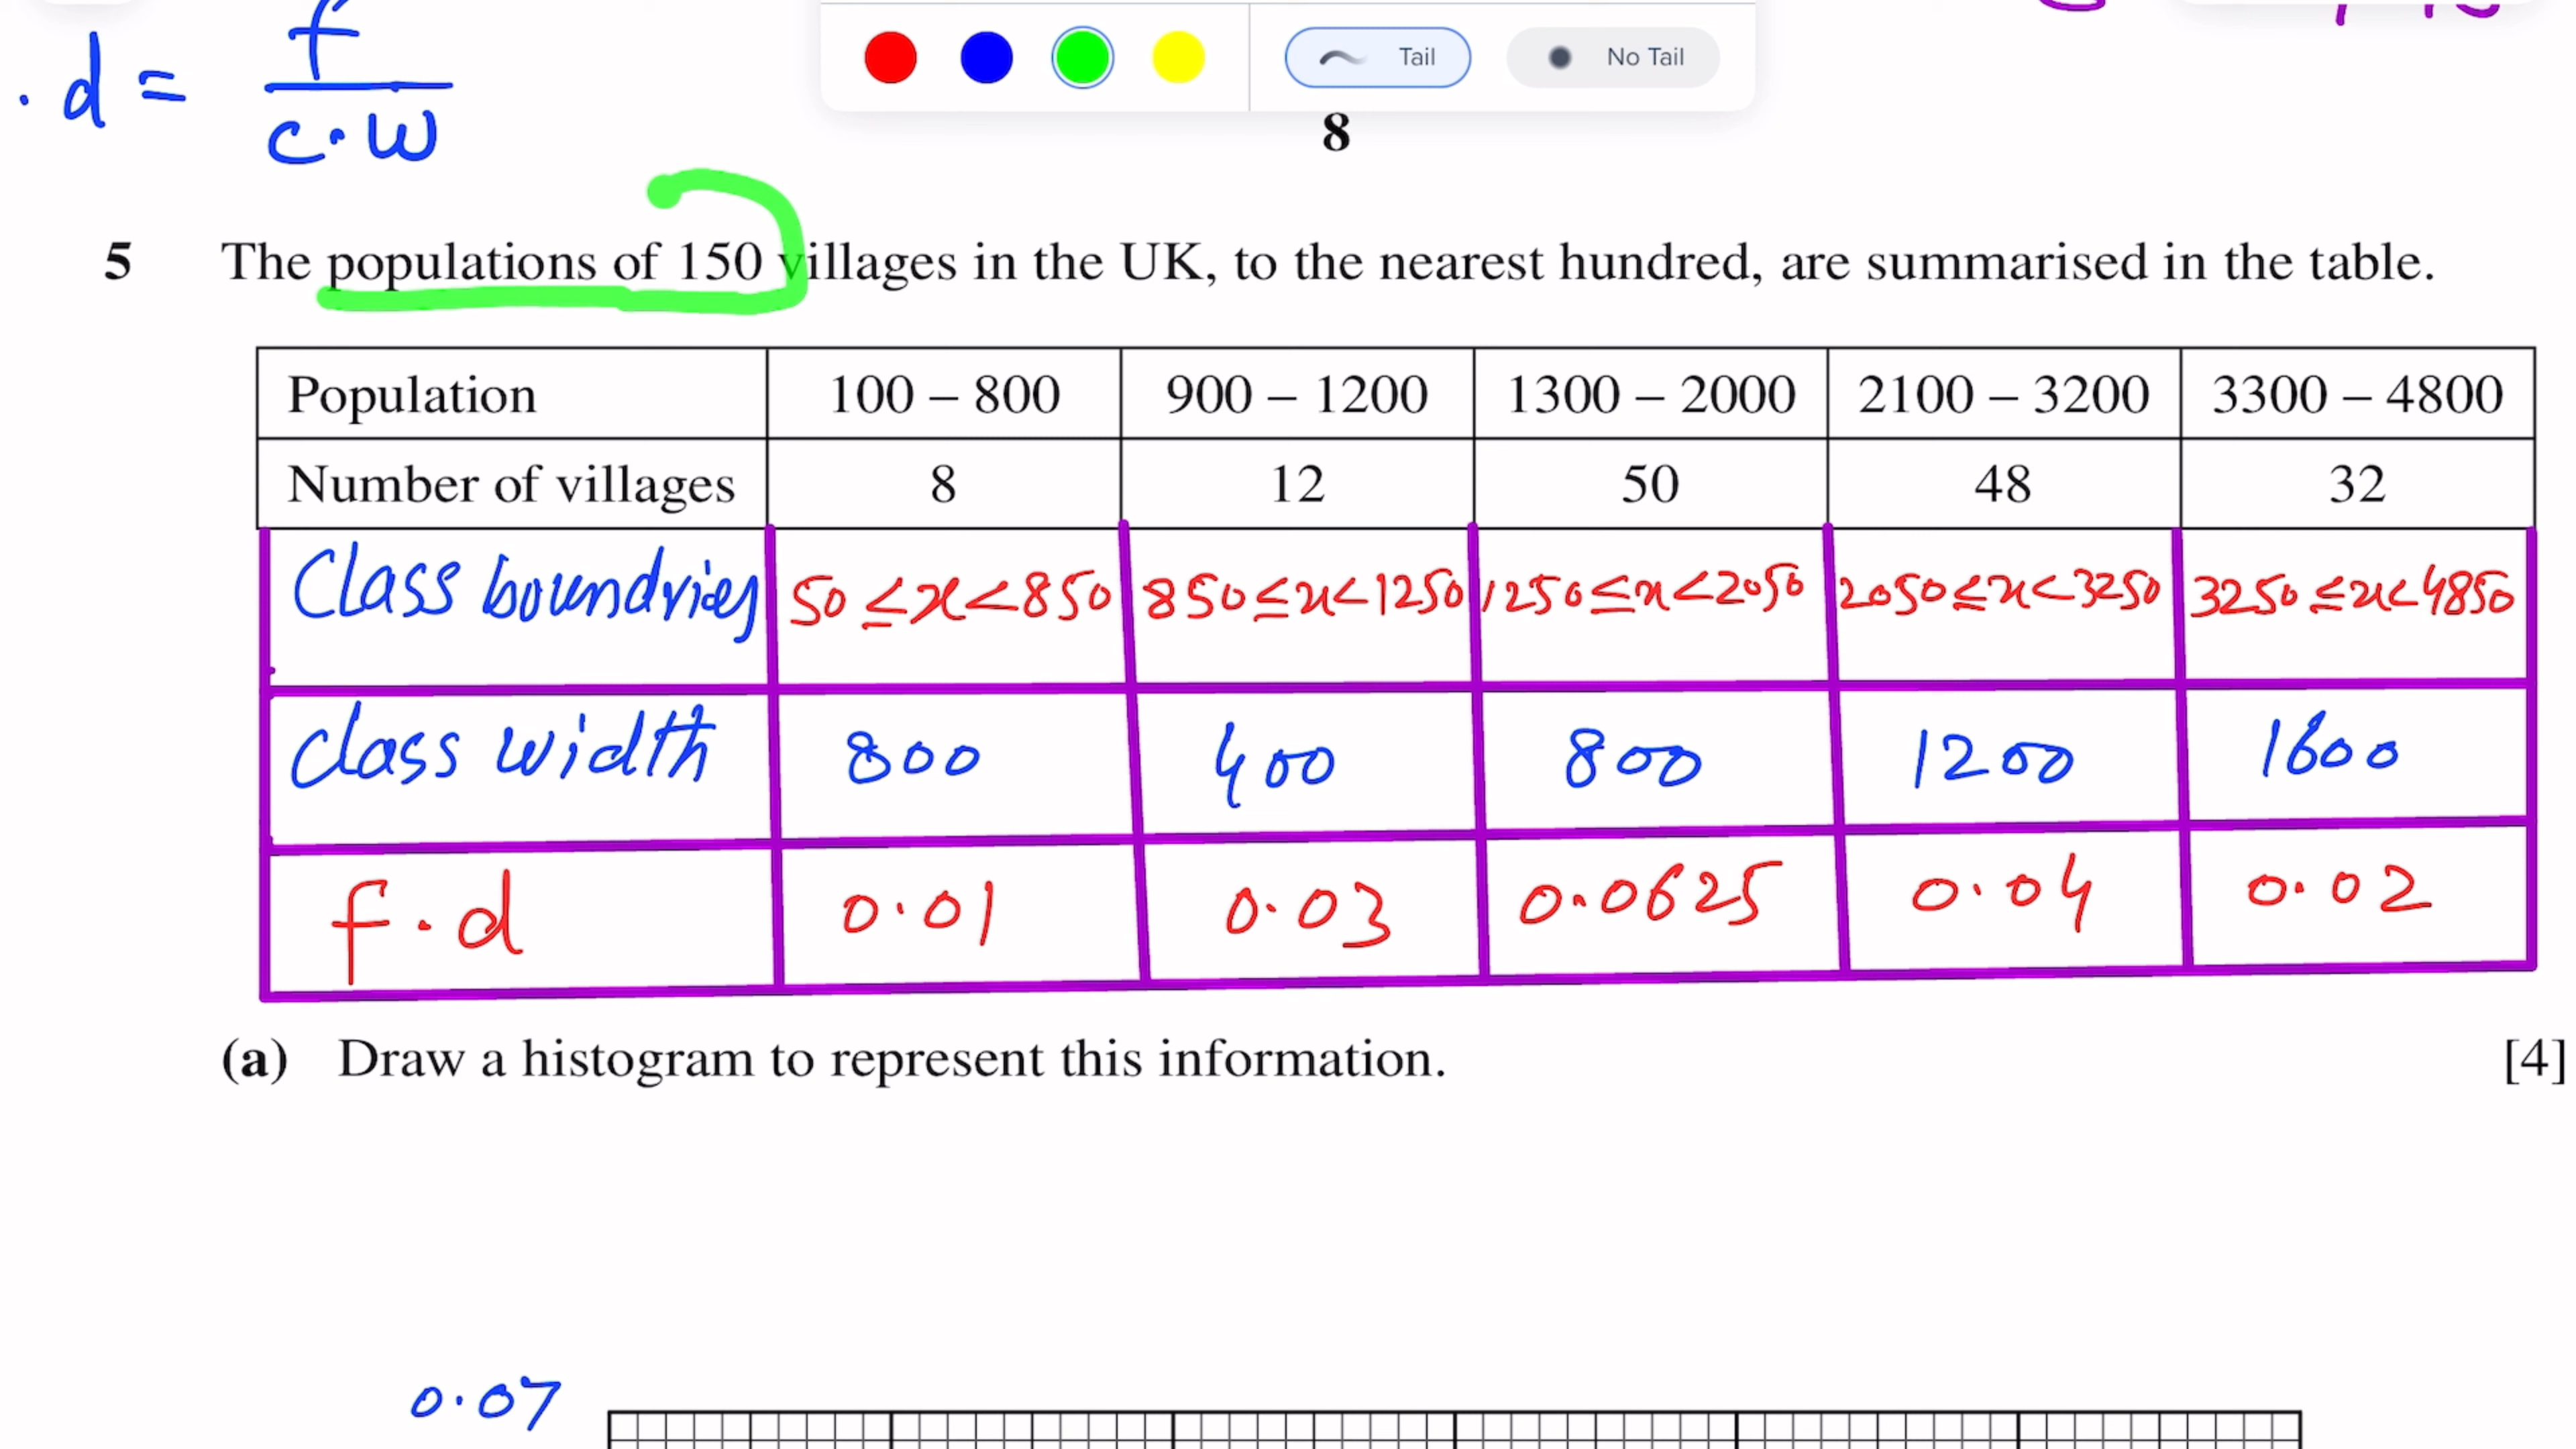 Tail No Tail
. d = f / c.w
8
5 The populations of 150 villages in the UK, to the nearest hundred, are summarised in the table.
Population 100 – 800 900 – 1200 1300 – 2000 2100 – 3200 3300 – 4800
Number of villages 8 12 50 48 32
Class boundries 50 ≤ x < 850 850 ≤ x < 1250 1250 ≤ x < 2050 2050 ≤ x < 3250 3250 ≤ x < 4850
Class width 800 400 800 1200 1600
f.d 0.01 0.03 0.0625 0.04 0.02
(a) Draw a histogram to represent this information. [4]
0.07